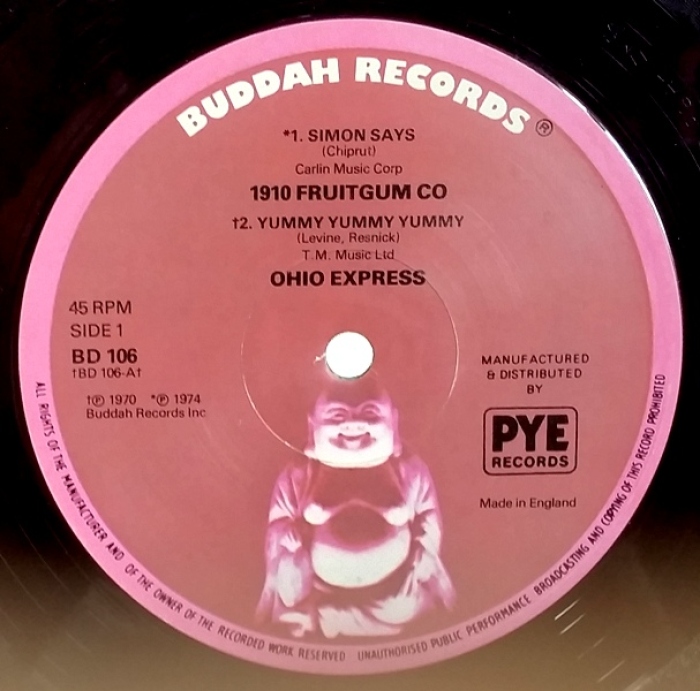 BUDDAH RECORDS ®
*1. SIMON SAYS
(Chiprut)
Carlin Music Corp
1910 FRUITGUM CO
†2. YUMMY YUMMY YUMMY
(Levine, Resnick)
T.M. Music Ltd
OHIO EXPRESS
45 RPM
SIDE 1
BD 106
†BD 106-A†
†℗ 1970 *℗ 1974
Buddah Records Inc
MANUFACTURED
& DISTRIBUTED
BY
PYE
RECORDS
Made in England
ALL RIGHTS OF THE MANUFACTURER AND OF THE OWNER OF THE RECORDED WORK RESERVED UNAUTHORISED PUBLIC PERFORMANCE BROADCASTING AND COPYING OF THIS RECORD PROHIBITED